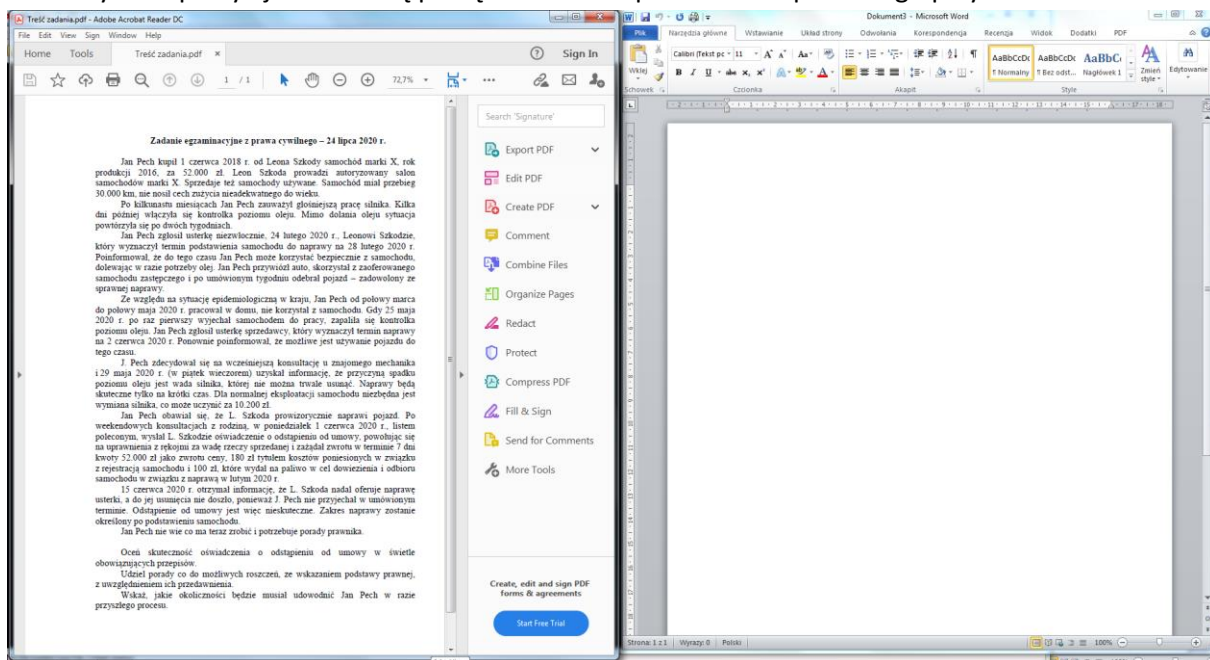 Treść zadania.pdf - Adobe Acrobat Reader DC
File Edit View Sign Window Help
Home Tools Treść zadania.pdf × Sign In
1 / 1 72,7%
Zadanie egzaminacyjne z prawa cywilnego – 24 lipca 2020 r.
Jan Pech kupił 1 czerwca 2018 r. od Leona Szkody samochód marki X, rok
produkcji 2016, za 52.000 zł. Leon Szkoda prowadzi autoryzowany salon
samochodów marki X. Sprzedaje też samochody używane. Samochód miał przebieg
30.000 km, nie nosił cech zużycia nieadekwatnego do wieku.
Po kilkunastu miesiącach Jan Pech zauważył głośniejszą pracę silnika. Kilka
dni później włączyła się kontrolka poziomu oleju. Mimo dolania oleju sytuacja
powtórzyła się po dwóch tygodniach.
Jan Pech zgłosił usterkę niezwłocznie, 24 lutego 2020 r., Leonowi Szkodzie,
który wyznaczył termin podstawienia samochodu do naprawy na 28 lutego 2020 r.
Poinformował, że do tego czasu Jan Pech może korzystać bezpiecznie z samochodu,
dolewając w razie potrzeby olej. Jan Pech przywiózł auto, skorzystał z zaoferowanego
samochodu zastępczego i po umówionym tygodniu odebrał pojazd – zadowolony ze
sprawnej naprawy.
Ze względu na sytuację epidemiologiczną w kraju, Jan Pech od połowy marca
do połowy maja 2020 r. pracował w domu, nie korzystał z samochodu. Gdy 25 maja
2020 r. po raz pierwszy wyjechał samochodem do pracy, zapaliła się kontrolka
poziomu oleju. Jan Pech zgłosił usterkę sprzedawcy, który wyznaczył termin naprawy
na 2 czerwca 2020 r. Ponownie poinformował, że możliwe jest używanie pojazdu do
tego czasu.
J. Pech zdecydował się na wcześniejszą konsultację u znajomego mechanika
i 29 maja 2020 r. (w piątek wieczorem) uzyskał informację, że przyczyną spadku
poziomu oleju jest wada silnika, której nie można trwale usunąć. Naprawy będą
skuteczne tylko na krótki czas. Dla normalnej eksploatacji samochodu niezbędna jest
wymiana silnika, co może uczynić za 10.200 zł.
Jan Pech obawiał się, że L. Szkoda prowizorycznie naprawi pojazd. Po
weekendowych konsultacjach z rodziną, w poniedziałek 1 czerwca 2020 r., listem
poleconym, wysłał L. Szkodzie oświadczenie o odstąpieniu od umowy, powołując się
na uprawnienia z rękojmi za wadę rzeczy sprzedanej i zażądał zwrotu w terminie 7 dni
kwoty 52.000 zł jako zwrotu ceny, 180 zł tytułem kosztów poniesionych w związku
z rejestracją samochodu i 100 zł, które wydał na paliwo w cel dowiezienia i odbioru
samochodu w związku z naprawą w lutym 2020 r.
15 czerwca 2020 r. otrzymał informację, że L. Szkoda nadal oferuje naprawę
usterki, a do jej usunięcia nie doszło, ponieważ J. Pech nie przyjechał w umówionym
terminie. Odstąpienie od umowy jest więc nieskuteczne. Zakres naprawy zostanie
określony po podstawieniu samochodu.
Jan Pech nie wie co ma teraz zrobić i potrzebuje porady prawnika.
Oceń skuteczność oświadczenia o odstąpieniu od umowy w świetle
obowiązujących przepisów.
Udziel porady co do możliwych roszczeń, ze wskazaniem podstawy prawnej,
z uwzględnieniem ich przedawnienia.
Wskaż, jakie okoliczności będzie musiał udowodnić Jan Pech w razie
przyszłego procesu.
Search 'Signature'
Export PDF
Edit PDF
Create PDF
Comment
Combine Files
Organize Pages
Redact
Protect
Compress PDF
Fill & Sign
Send for Comments
More Tools
Create, edit and sign PDF
forms & agreements
Start Free Trial
Dokument3 - Microsoft Word
Plik Narzędzia główne Wstawianie Układ strony Odwołania Korespondencja Recenzja Widok Dodatki PDF
Wklej Calibri (Tekst pc 11
AaBbCcDc AaBbCcDc AaBbC
¶ Normalny ¶ Bez odst... Nagłówek 1 Zmień style Edytowanie
Schowek Czcionka Akapit Style
Strona: 1 z 1 Wyrazy: 0 Polski 100%